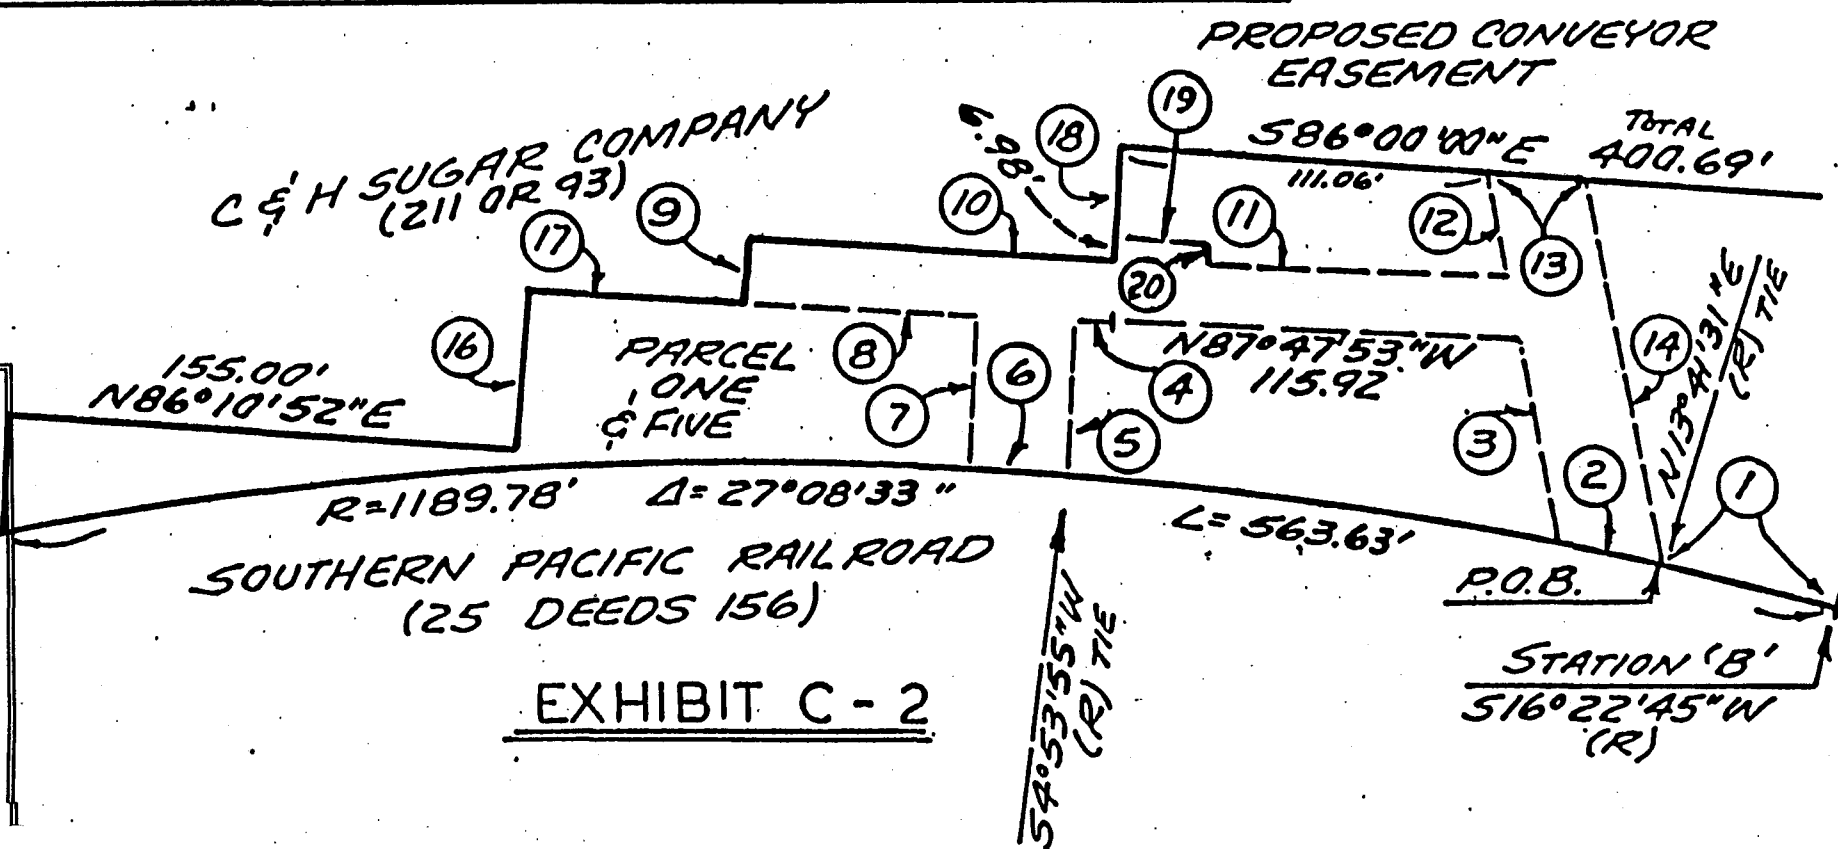 PROPOSED CONVEYOR
EASEMENT
C & H SUGAR COMPANY
(211 OR 93)
6.98'
18
19
S86°00'00"E
TOTAL
400.69'
111.06'
17
9
10
11
12
13
20
16
155.00'
N86°10'52"E
PARCEL
ONE
& FIVE
8
7
6
4
5
N87°47'53"W
115.92
3
14
2
N13°41'31"E
(R) TIE
1
R=1189.78'
Δ=27°08'33"
L=563.63'
SOUTHERN PACIFIC RAILROAD
(25 DEEDS 156)
P.O.B.
S4°53'55"W
(R) TIE
STATION 'B'
S16°22'45"W
(R)
EXHIBIT C-2